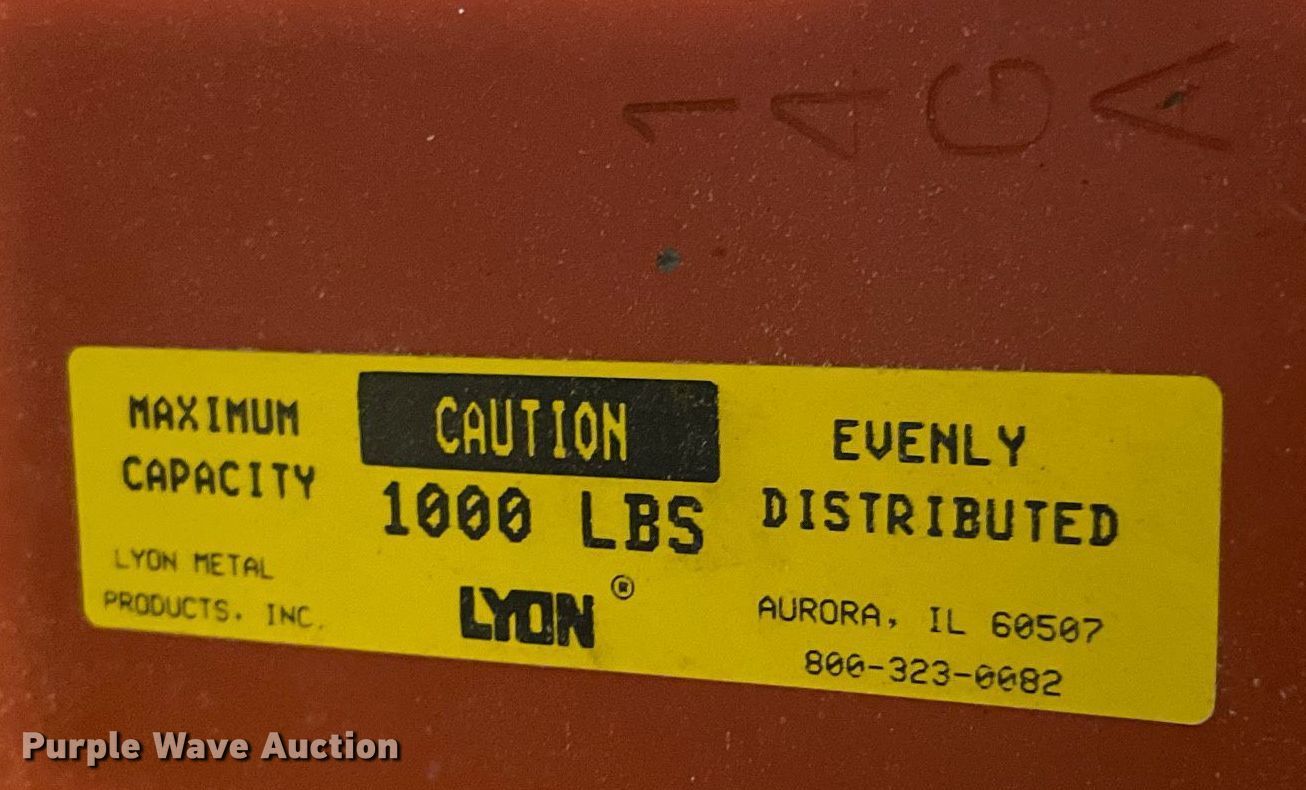 14GA
MAXIMUM
CAPACITY
CAUTION
1000 LBS
EVENLY
DISTRIBUTED
LYON METAL
PRODUCTS. INC.
LYON®
AURORA, IL 60507
800-323-0082
Purple Wave Auction